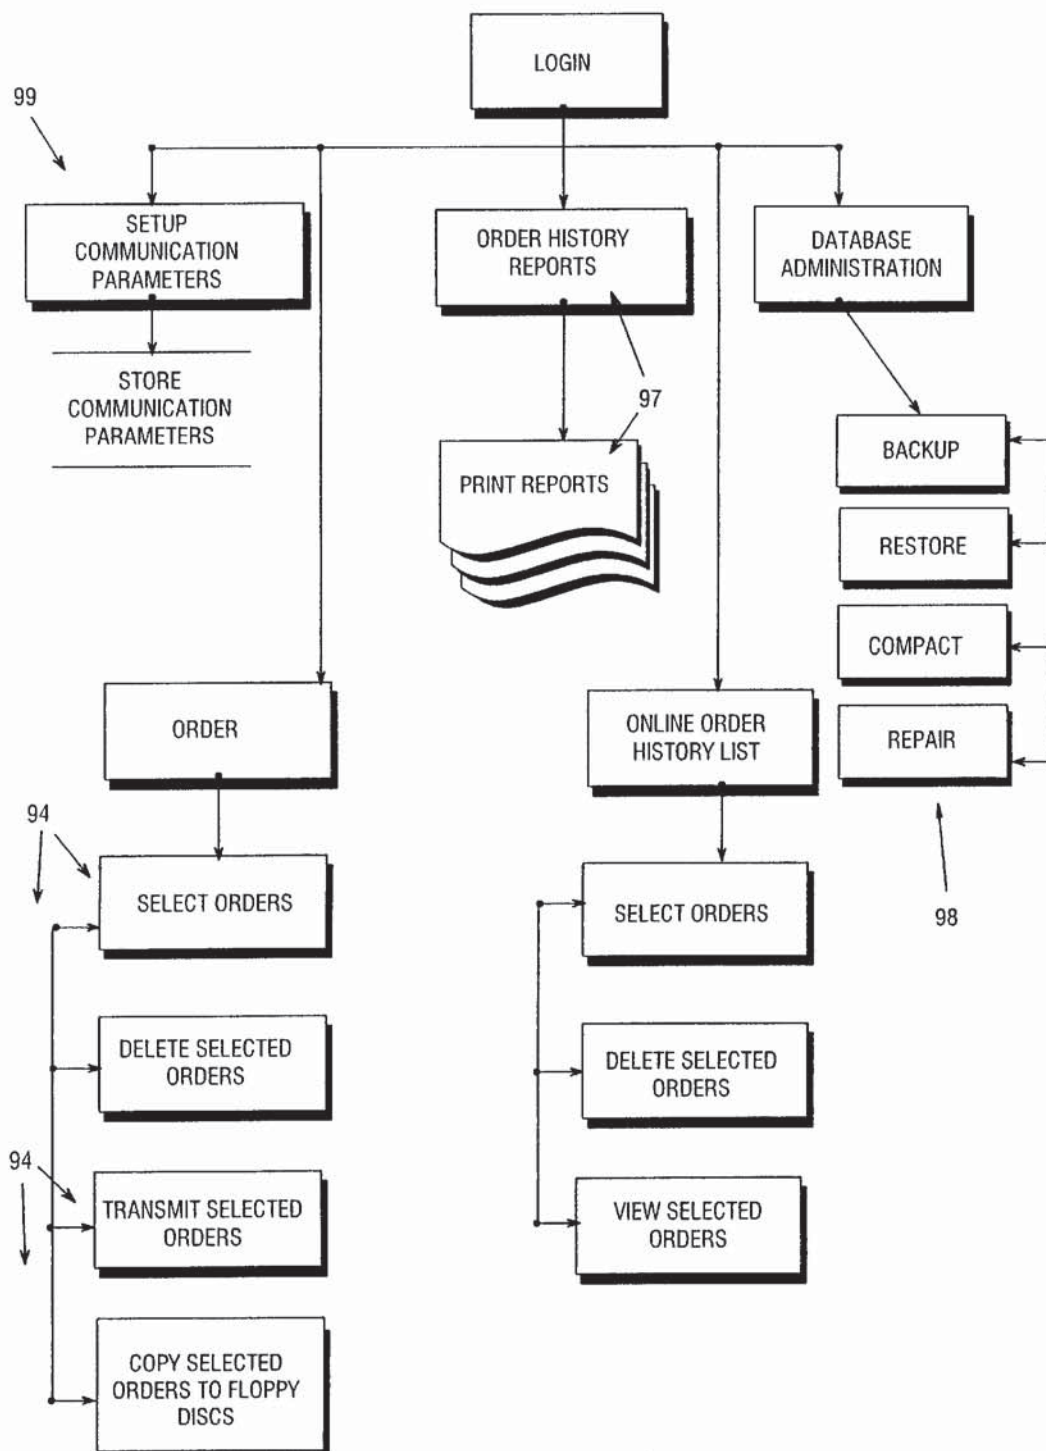 LOGIN
99
SETUP
COMMUNICATION
PARAMETERS
ORDER HISTORY
REPORTS
DATABASE
ADMINISTRATION
STORE
COMMUNICATION
PARAMETERS
97
PRINT REPORTS
BACKUP
RESTORE
COMPACT
REPAIR
98
ORDER
ONLINE ORDER
HISTORY LIST
94
SELECT ORDERS
DELETE SELECTED
ORDERS
94
TRANSMIT SELECTED
ORDERS
COPY SELECTED
ORDERS TO FLOPPY
DISCS
SELECT ORDERS
DELETE SELECTED
ORDERS
VIEW SELECTED
ORDERS